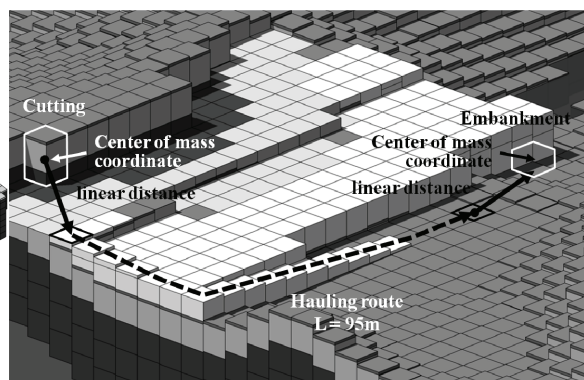 Cutting
Center of mass
coordinate
linear distance
Embankment
Center of mass
coordinate
linear distance
Hauling route
L = 95m